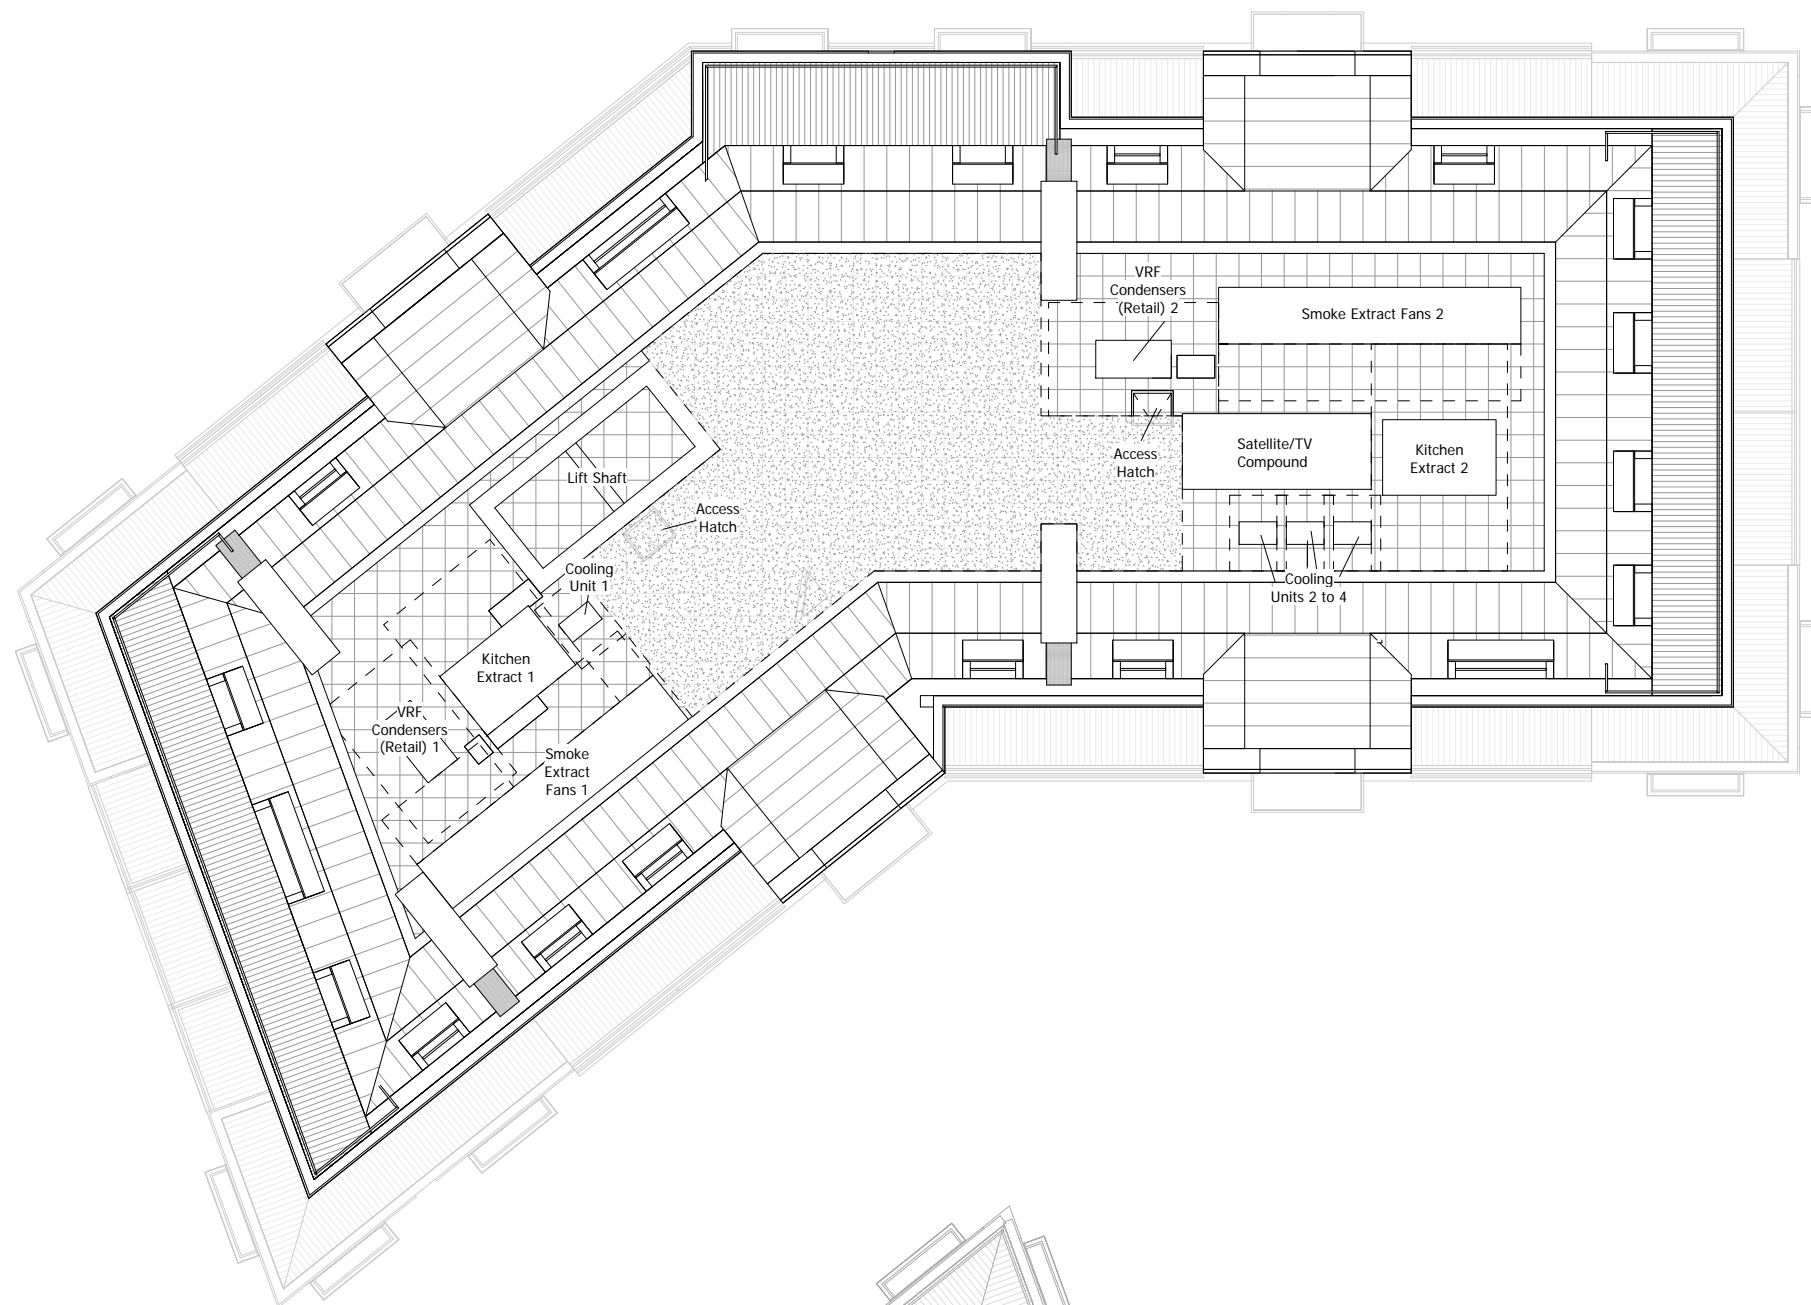 VRF
Condensers
(Retail) 2
Smoke Extract Fans 2
Satellite/TV
Compound
Kitchen
Extract 2
Access
Hatch
Lift Shaft
Access
Hatch
Cooling
Unit 1
Cooling
Units 2 to 4
Kitchen
Extract 1
VRF
Condensers
(Retail) 1
Smoke
Extract
Fans 1